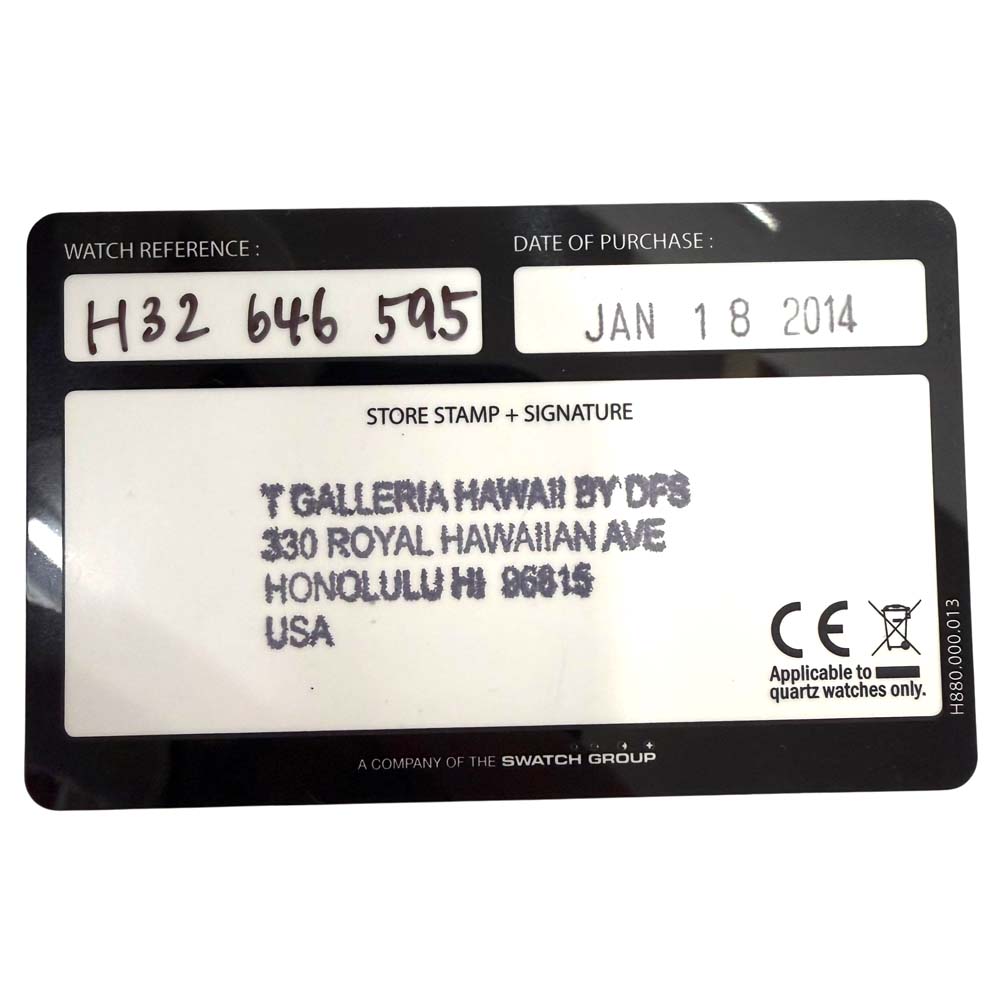 WATCH REFERENCE :
H32 646 595
DATE OF PURCHASE :
JAN 18 2014
STORE STAMP + SIGNATURE
T GALLERIA HAWAII BY DFS
330 ROYAL HAWAIIAN AVE
HONOLULU HI 96815
USA
CE
Applicable to
quartz watches only.
H880.000.013
A COMPANY OF THE SWATCH GROUP